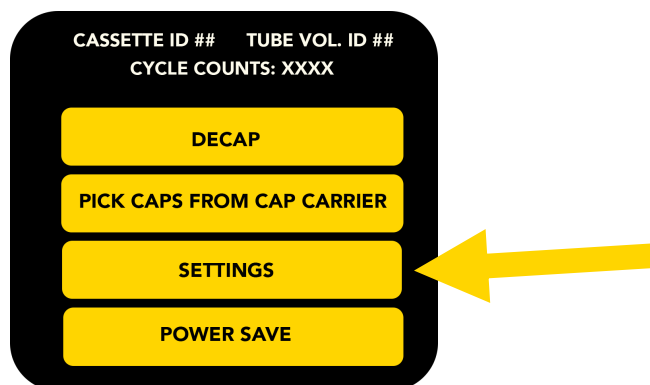 CASSETTE ID ## TUBE VOL. ID ##
CYCLE COUNTS: XXXX
DECAP
PICK CAPS FROM CAP CARRIER
SETTINGS
POWER SAVE